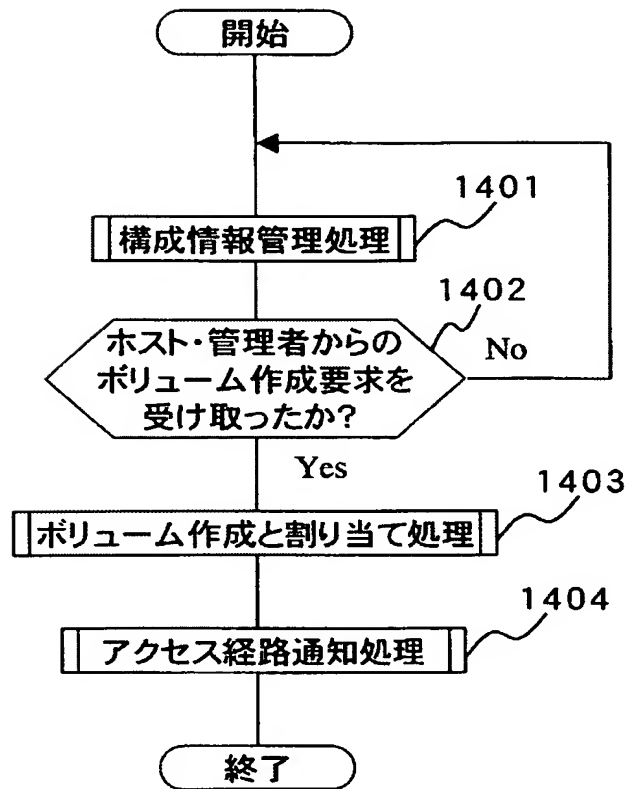 開始
1401
構成情報管理処理
1402
ホスト・管理者からの
ボリューム作成要求を
受け取ったか?
No
Yes
1403
ボリューム作成と割り当て処理
1404
アクセス経路通知処理
終了